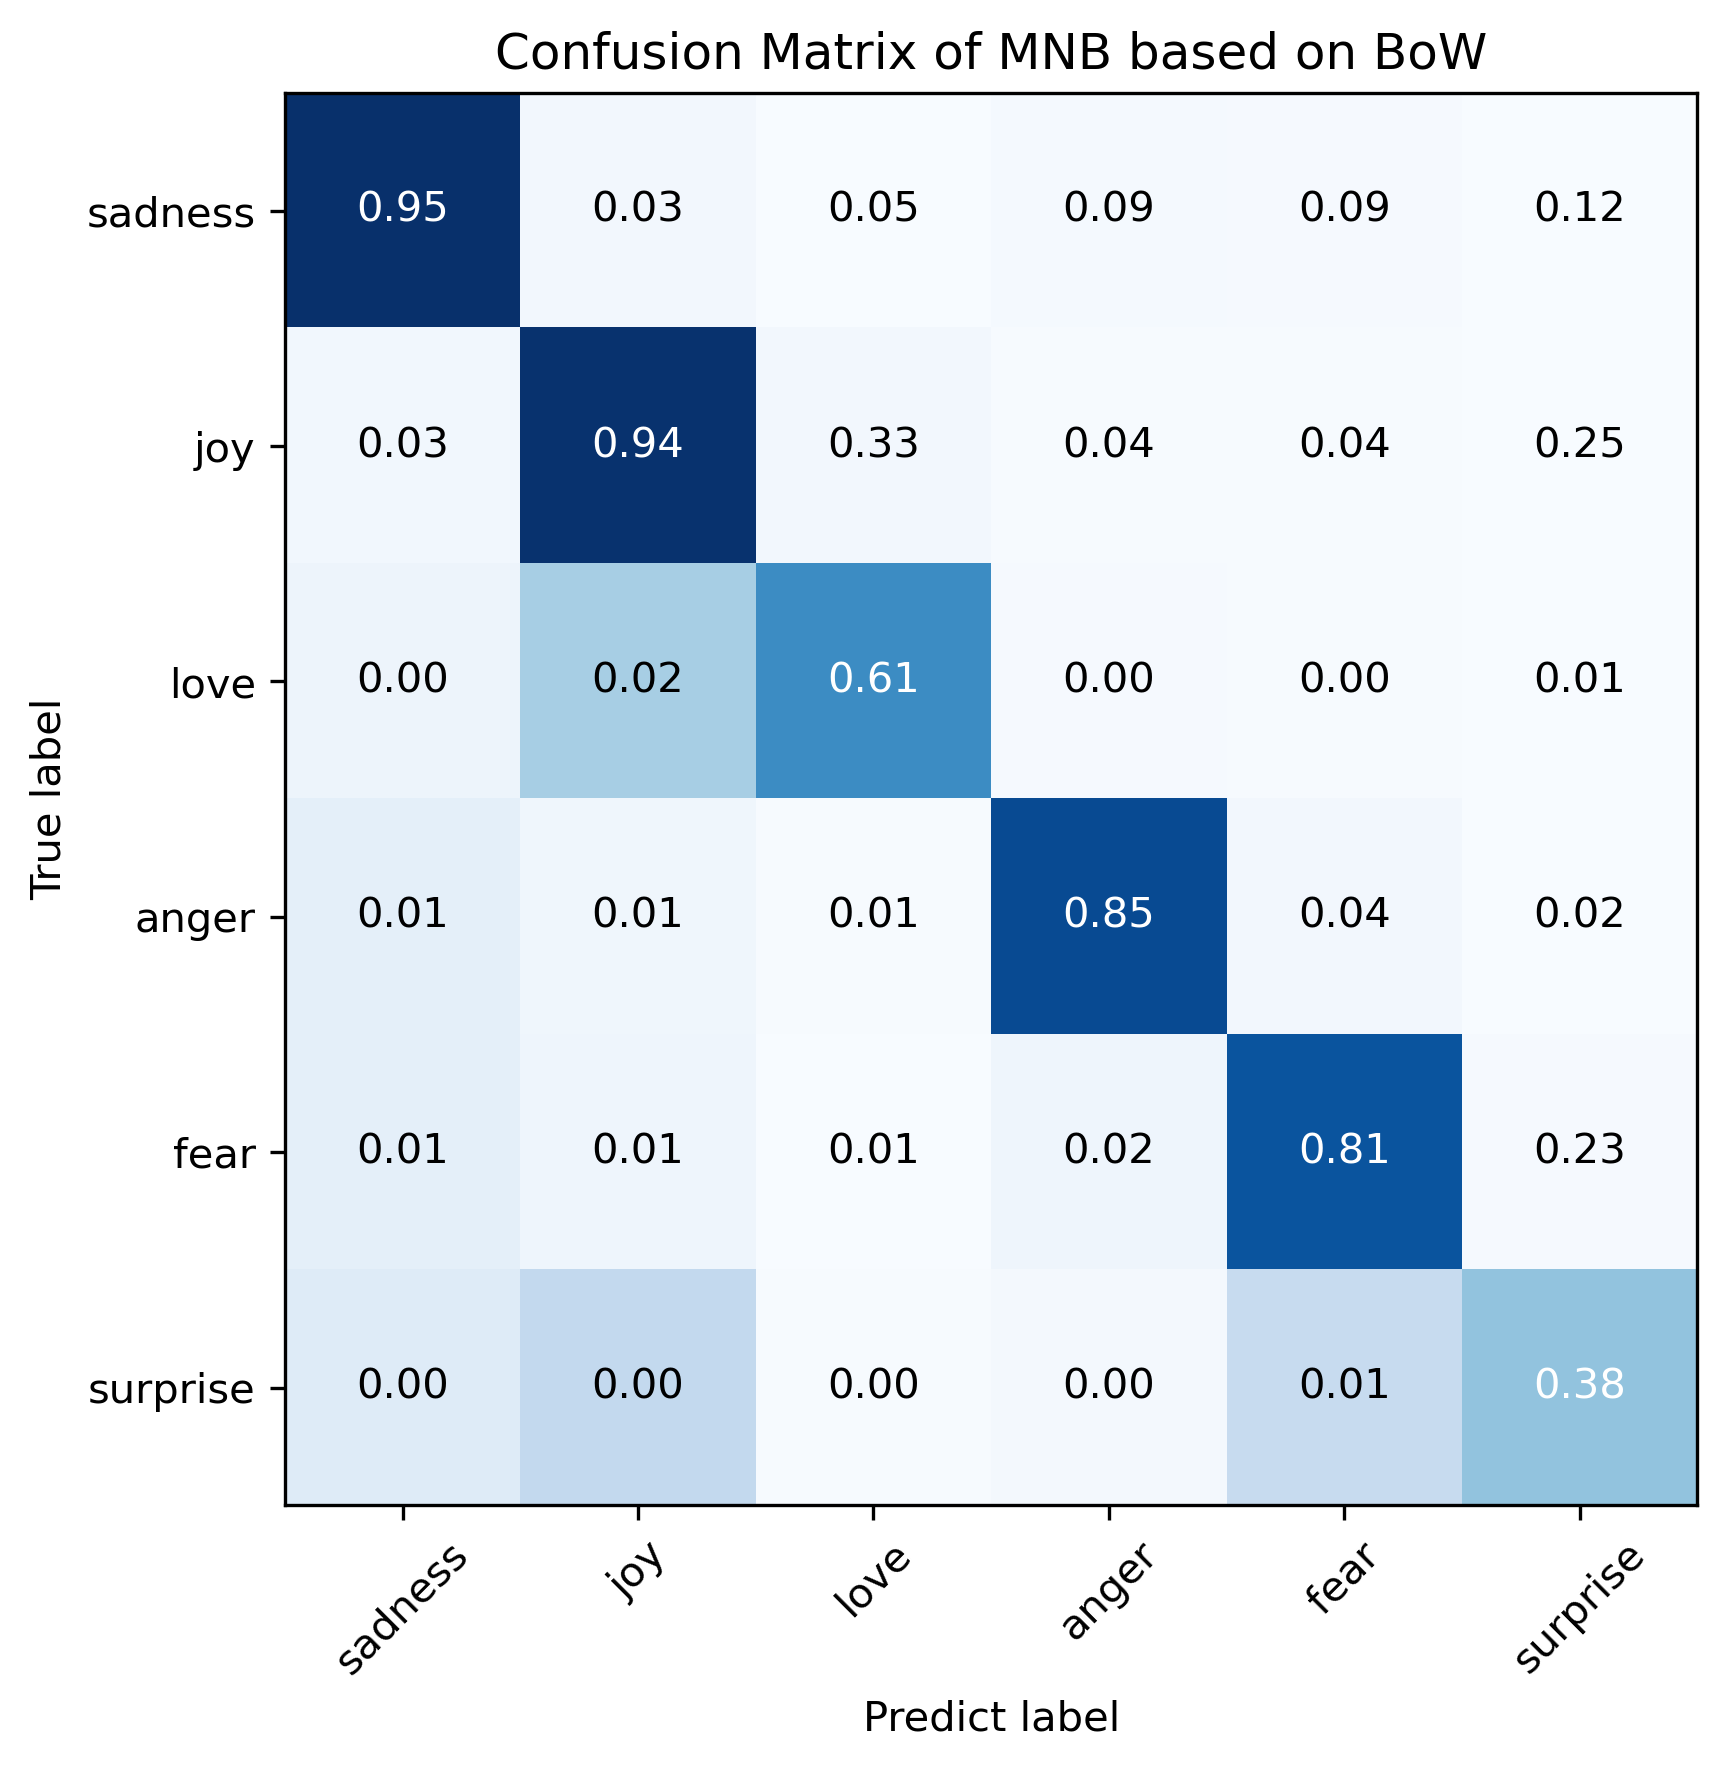 Confusion Matrix of MNB based on BoW
sadness 0.95 0.03 0.05 0.09 0.09 0.12
joy 0.03 0.94 0.33 0.04 0.04 0.25
love 0.00 0.02 0.61 0.00 0.00 0.01
True label
anger 0.01 0.01 0.01 0.85 0.04 0.02
fear 0.01 0.01 0.01 0.02 0.81 0.23
surprise 0.00 0.00 0.00 0.00 0.01 0.38
sadness joy love anger fear surprise
Predict label